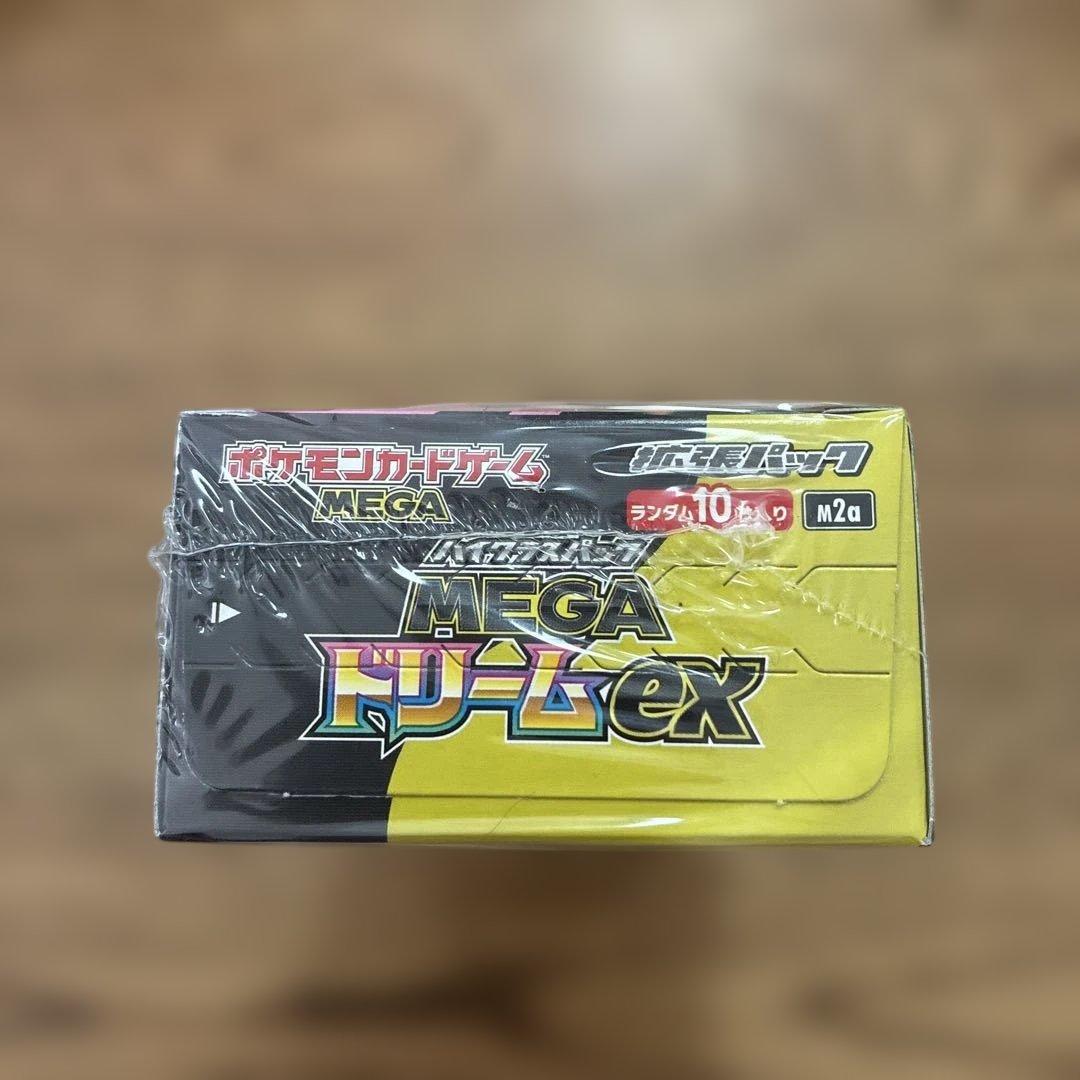 ポケモンカードゲーム
MEGA
拡張パック
ランダム10枚入り
M2a
ハイクラスパック
MEGA
ドリームex